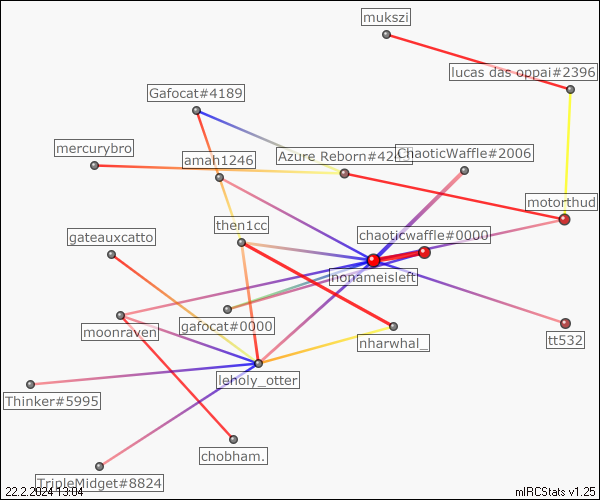 mukszi
lucas das oppai#2396
Gafocat#4189
mercurybro
amah1246
Azure Reborn#42
ChaoticWaffle#2006
motorthud
then1cc
gateauxcatto
chaoticwaffle#0000
nonameisleft
gafocat#0000
moonraven
nharwhal_
tt532
leholy_otter
Thinker#5995
chobham.
TripleMidget#8824
22.2.2024 13:04
mIRCStats v1.25